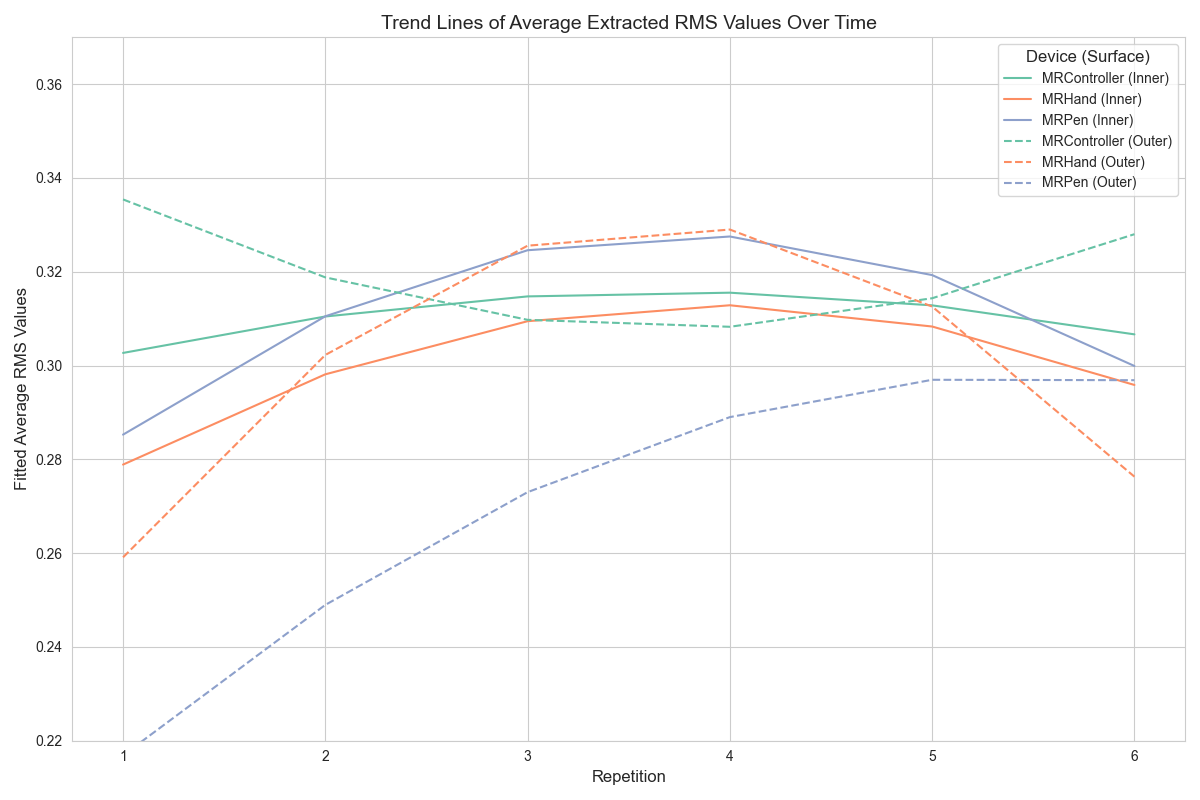 Trend Lines of Average Extracted RMS Values Over Time
Device (Surface)
MRController (Inner)
MRHand (Inner)
MRPen (Inner)
MRController (Outer)
MRHand (Outer)
MRPen (Outer)
Fitted Average RMS Values
0.36
0.34
0.32
0.30
0.28
0.26
0.24
0.22
1 2 3 4 5 6
Repetition